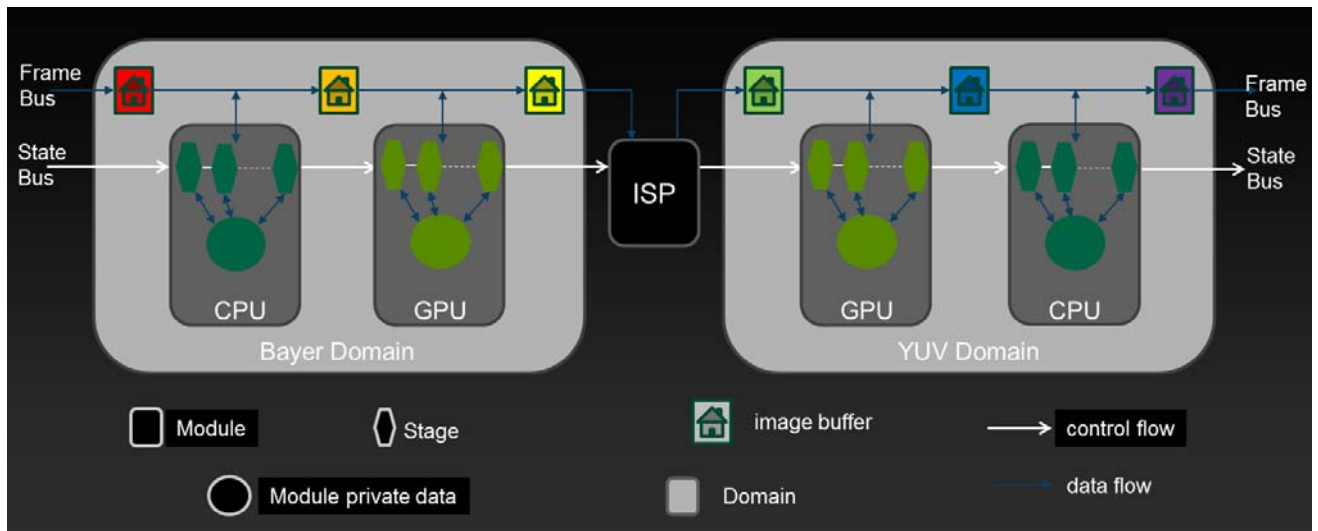 Frame
Bus
Frame
Bus
State
Bus
State
Bus
ISP
CPU
GPU
GPU
CPU
Bayer Domain
YUV Domain
Module
Stage
image buffer
control flow
Module private data
Domain
data flow